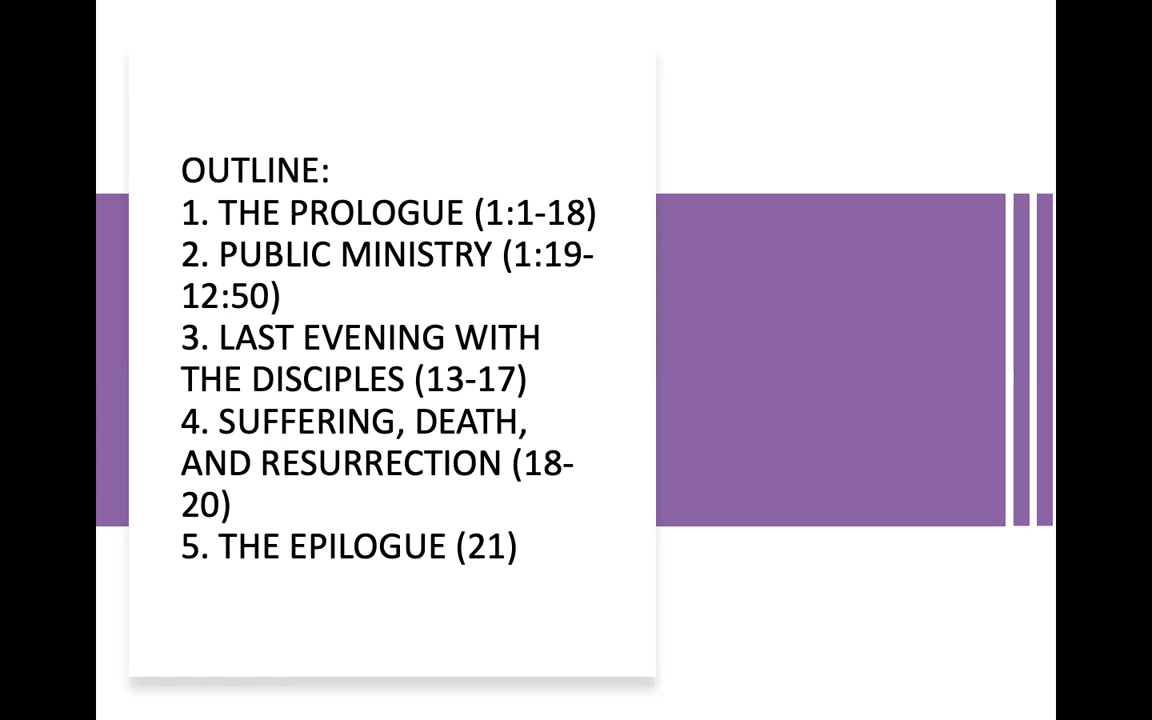 OUTLINE:
1. THE PROLOGUE (1:1-18)
2. PUBLIC MINISTRY (1:19-
12:50)
3. LAST EVENING WITH
THE DISCIPLES (13-17)
4. SUFFERING, DEATH,
AND RESURRECTION (18-
20)
5. THE EPILOGUE (21)